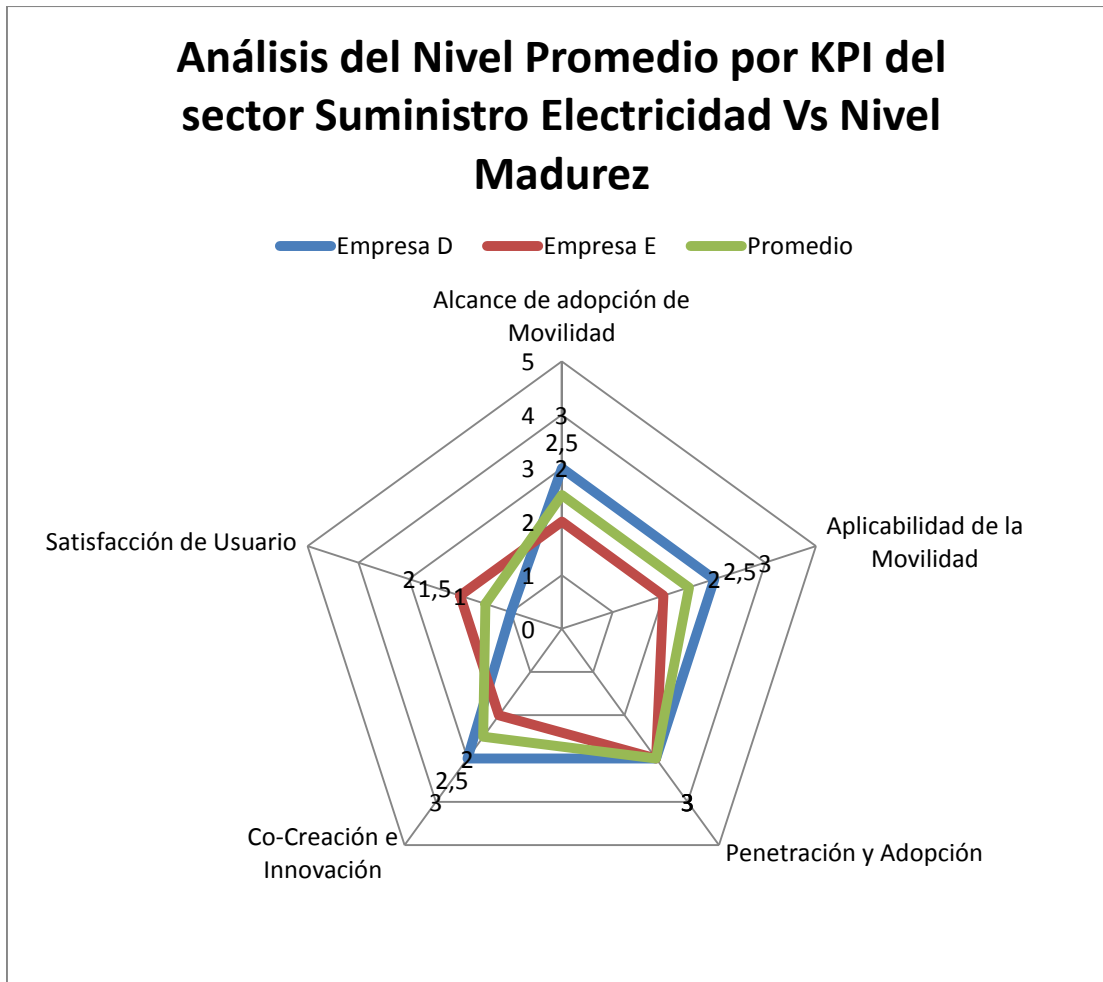 Análisis del Nivel Promedio por KPI del
sector Suministro Electricidad Vs Nivel
Madurez
Empresa D Empresa E Promedio
Alcance de adopción de
Movilidad
5
4 3
2,5
3 2
2
1
0
Aplicabilidad de la
Movilidad
2 2,5 3
Satisfacción de Usuario
2 1,5 1
2
2,5
3 3
Co-Creación e
Innovación
Penetración y Adopción